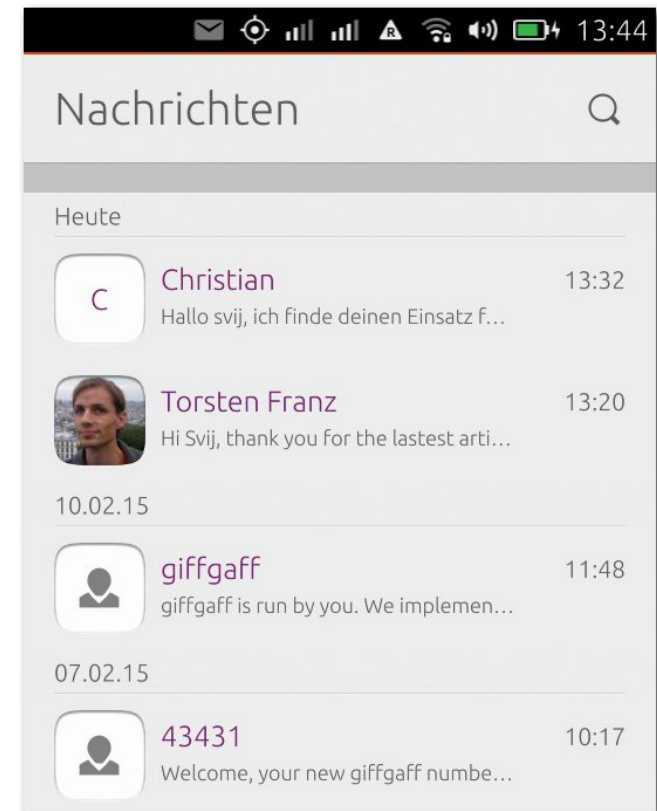 R
13:44
Nachrichten
Heute
C
Christian
13:32
Hallo svij, ich finde deinen Einsatz f...
Torsten Franz
13:20
Hi Svij, thank you for the lastest arti...
10.02.15
giffgaff
11:48
giffgaff is run by you. We implemen...
07.02.15
43431
10:17
Welcome, your new giffgaff numbe...